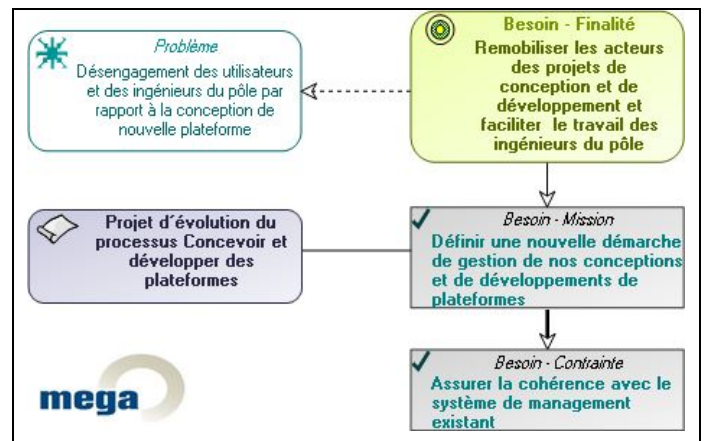 Problème
Désengagement des utilisateurs
et des ingénieurs du pôle par
rapport à la conception de
nouvelle plateforme
Besoin - Finalité
Remobiliser les acteurs
des projets de
conception et de
développement et
faciliter le travail des
ingénieurs du pôle
Projet d´évolution du
processus Concevoir et
développer des
plateformes
Besoin - Mission
Définir une nouvelle démarche
de gestion de nos conceptions
et de développements de
plateformes
Besoin - Contrainte
Assurer la cohérence avec le
système de management
existant
mega